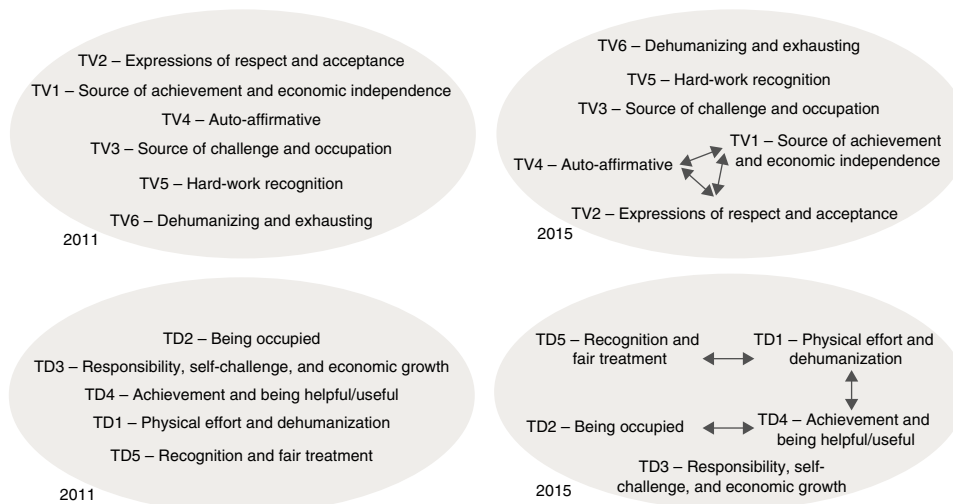 TV2 – Expressions of respect and acceptance
TV1 – Source of achievement and economic independence
TV4 – Auto-affirmative
TV3 – Source of challenge and occupation
TV5 – Hard-work recognition
TV6 – Dehumanizing and exhausting
2011
TV6 – Dehumanizing and exhausting
TV5 – Hard-work recognition
TV3 – Source of challenge and occupation
TV1 – Source of achievement
and economic independence
TV4 – Auto-affirmative
TV2 – Expressions of respect and acceptance
2015
TD2 – Being occupied
TD3 – Responsibility, self-challenge, and economic growth
TD4 – Achievement and being helpful/useful
TD1 – Physical effort and dehumanization
TD5 – Recognition and fair treatment
2011
TD5 – Recognition and
fair treatment
TD1 – Physical effort and
dehumanization
TD2 – Being occupied
TD4 – Achievement and
being helpful/useful
TD3 – Responsibility, self-
challenge, and economic growth
2015